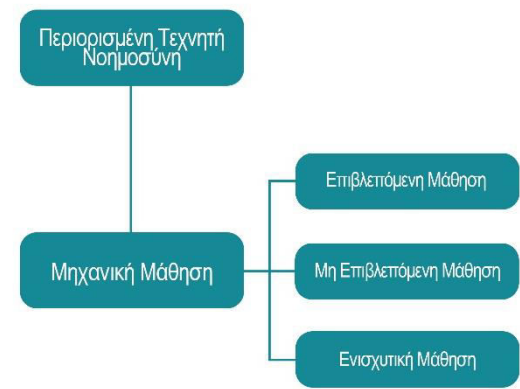 Περιορισμένη Τεχνητή
Νοημοσύνη
Μηχανική Μάθηση
Επιβλεπόμενη Μάθηση
Μη Επιβλεπόμενη Μάθηση
Ενισχυτική Μάθηση